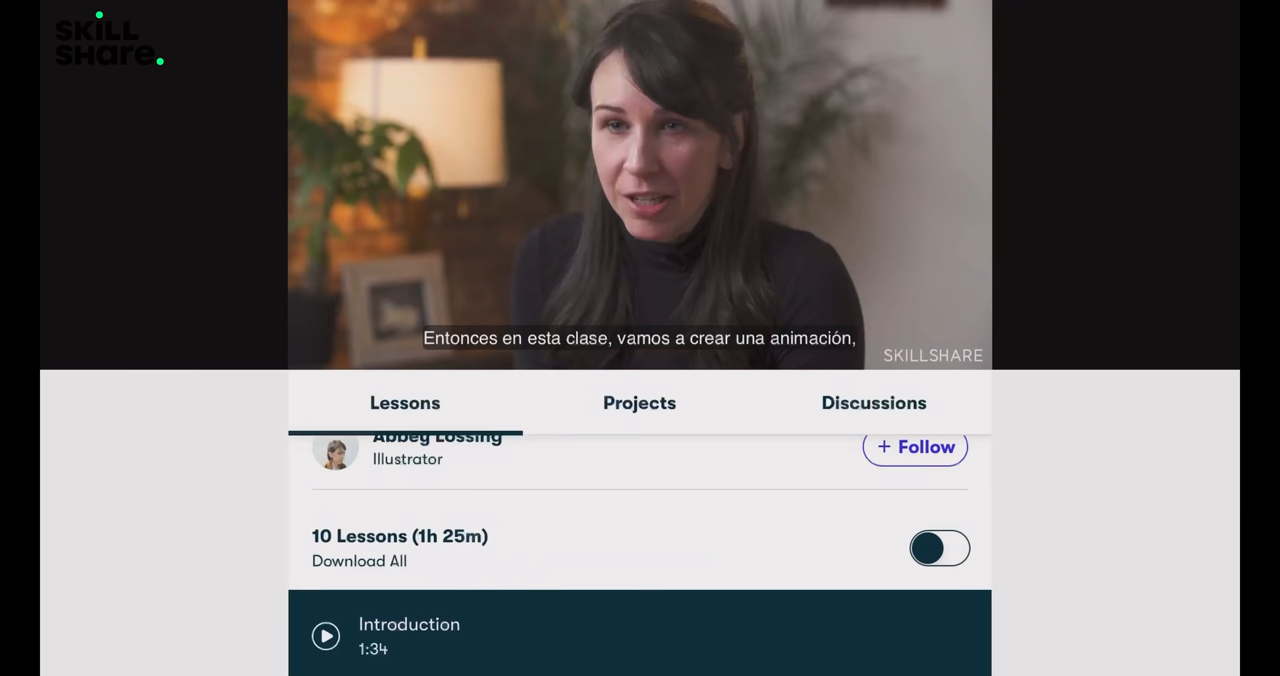 SKILL
SHare.
Entonces en esta clase, vamos a crear una animación,
SKILLSHARE
Lessons
Projects
Discussions
Abbey Lossing
Illustrator
+ Follow
10 Lessons (1h 25m)
Download All
Introduction
1:34